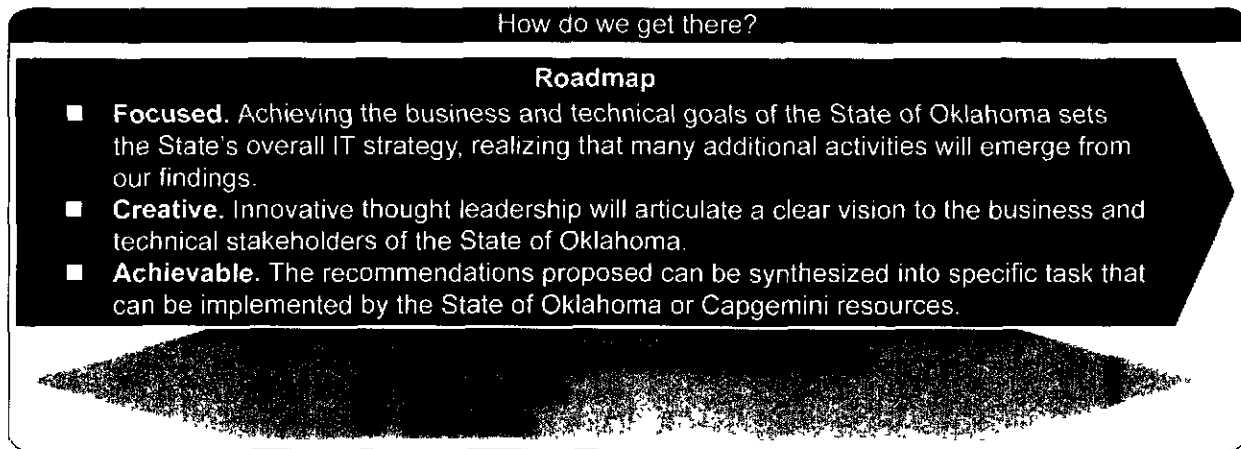 How do we get there?
Roadmap
■ Focused. Achieving the business and technical goals of the State of Oklahoma sets
the State's overall IT strategy, realizing that many additional activities will emerge from
our findings.
■ Creative. Innovative thought leadership will articulate a clear vision to the business and
technical stakeholders of the State of Oklahoma.
■ Achievable. The recommendations proposed can be synthesized into specific task that
can be implemented by the State of Oklahoma or Capgemini resources.